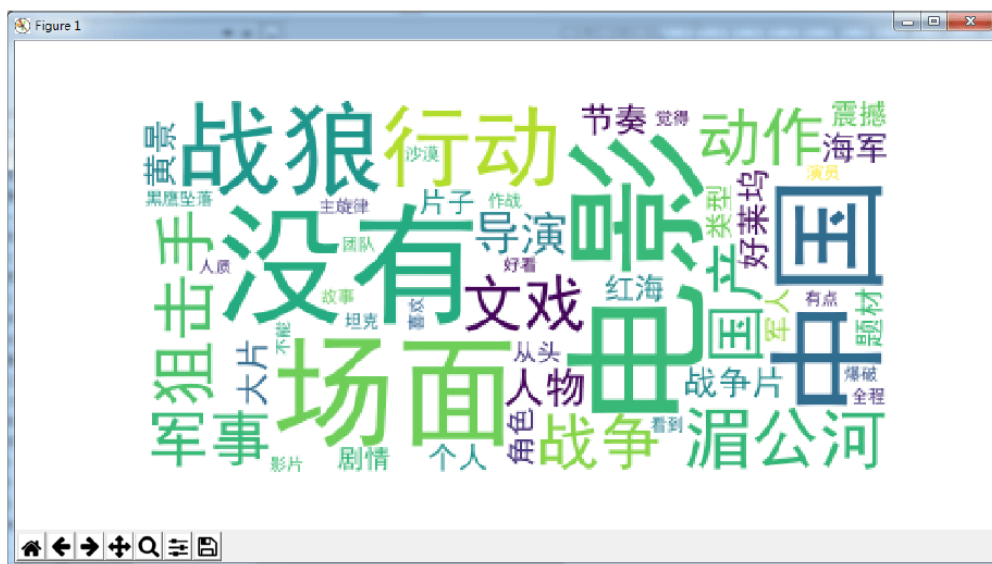 Figure 1
战狼
行动
节奏
觉得
动作
震撼
海军
黄景
沙漠
演员
黑鹰坠落
主旋律
片子
作战
电影
类型
好莱坞
中国
狙击手
没有
导演
团队
人质
好看
文戏
红海
国产
故事
坦克
喜欢
军人
有点
题材
不能
场面
从头
大片
人物
战争片
爆破
全程
军事
角色
战争
看到
湄公河
影片
剧情
个人